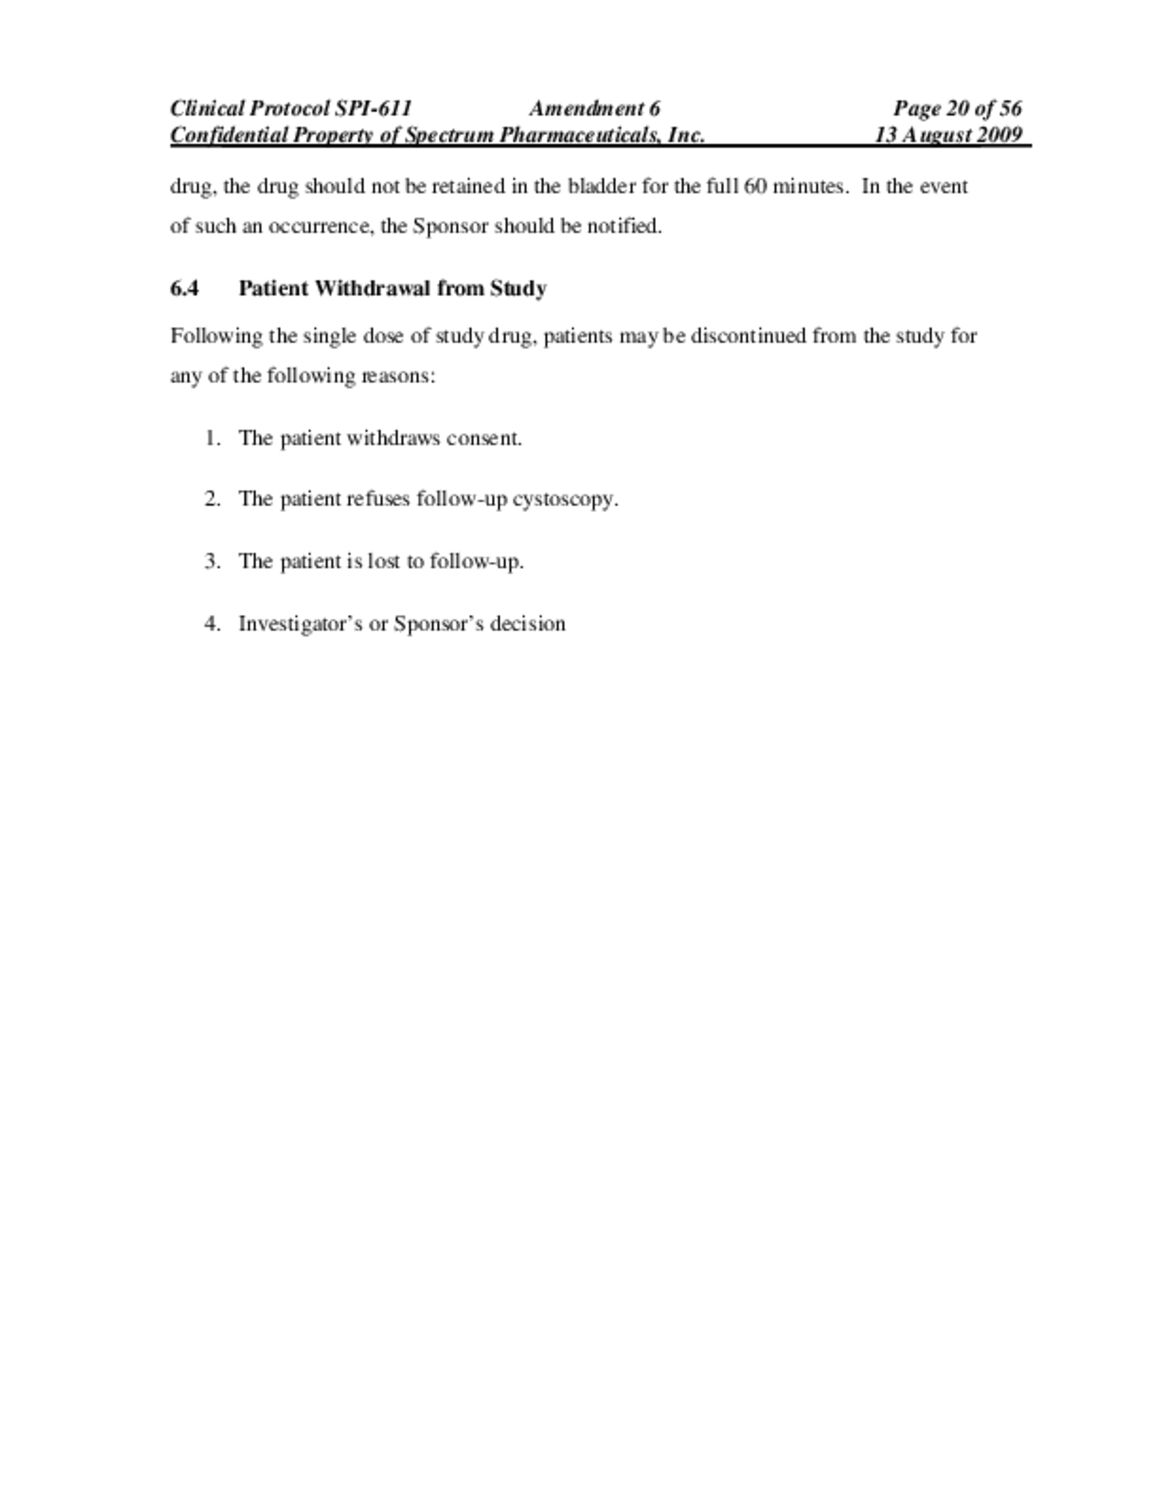 Clinical Protocol SPI-611 Amendment 6 Page 20 of 56
Confidential Property of Spectrum Pharmaceuticals, Inc. 13 August 2009
drug, the drug should not be retained in the bladder for the full 60 minutes. In the event
of such an occurrence, the Sponsor should be notified.
6.4 Patient Withdrawal from Study
Following the single dose of study drug, patients may be discontinued from the study for
any of the following reasons:
1. The patient withdraws consent.
2. The patient refuses follow-up cystoscopy.
3. The patient is lost to follow-up.
4. Investigator’s or Sponsor’s decision